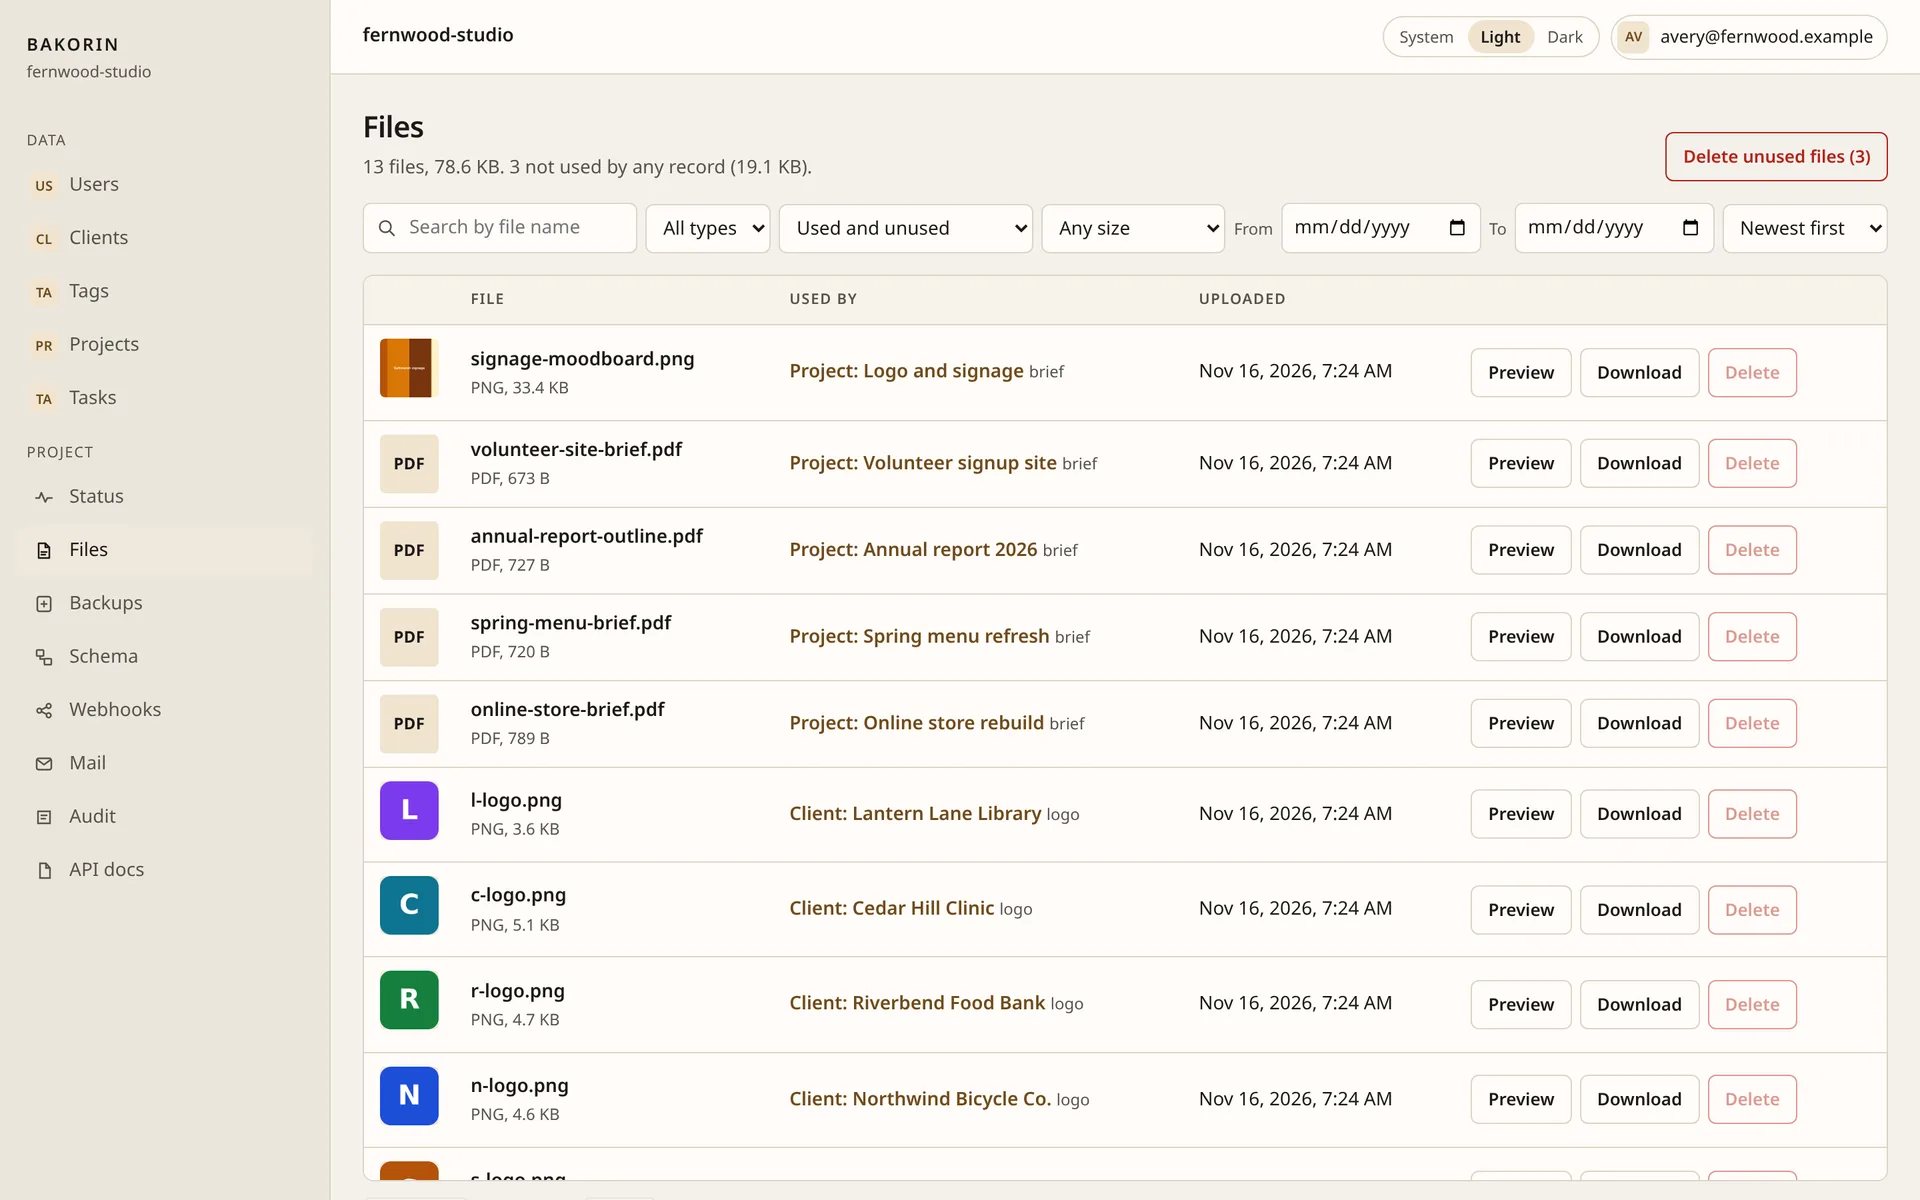 BAKORIN
fernwood-studio
DATA
US Users
CL Clients
TA Tags
PR Projects
TA Tasks
PROJECT
Status
Files
Backups
Schema
Webhooks
Mail
Audit
API docs
fernwood-studio
System Light Dark
AV avery@fernwood.example
Files
13 files, 78.6 KB. 3 not used by any record (19.1 KB).
Delete unused files (3)
Search by file name All types Used and unused Any size From mm/dd/yyyy To mm/dd/yyyy Newest first
FILE USED BY UPLOADED
signage-moodboard.png
PNG, 33.4 KB
Project: Logo and signage brief
Nov 16, 2026, 7:24 AM
Preview Download Delete
PDF
volunteer-site-brief.pdf
PDF, 673 B
Project: Volunteer signup site brief
Nov 16, 2026, 7:24 AM
Preview Download Delete
PDF
annual-report-outline.pdf
PDF, 727 B
Project: Annual report 2026 brief
Nov 16, 2026, 7:24 AM
Preview Download Delete
PDF
spring-menu-brief.pdf
PDF, 720 B
Project: Spring menu refresh brief
Nov 16, 2026, 7:24 AM
Preview Download Delete
PDF
online-store-brief.pdf
PDF, 789 B
Project: Online store rebuild brief
Nov 16, 2026, 7:24 AM
Preview Download Delete
L
l-logo.png
PNG, 3.6 KB
Client: Lantern Lane Library logo
Nov 16, 2026, 7:24 AM
Preview Download Delete
C
c-logo.png
PNG, 5.1 KB
Client: Cedar Hill Clinic logo
Nov 16, 2026, 7:24 AM
Preview Download Delete
R
r-logo.png
PNG, 4.7 KB
Client: Riverbend Food Bank logo
Nov 16, 2026, 7:24 AM
Preview Download Delete
N
n-logo.png
PNG, 4.6 KB
Client: Northwind Bicycle Co. logo
Nov 16, 2026, 7:24 AM
Preview Download Delete